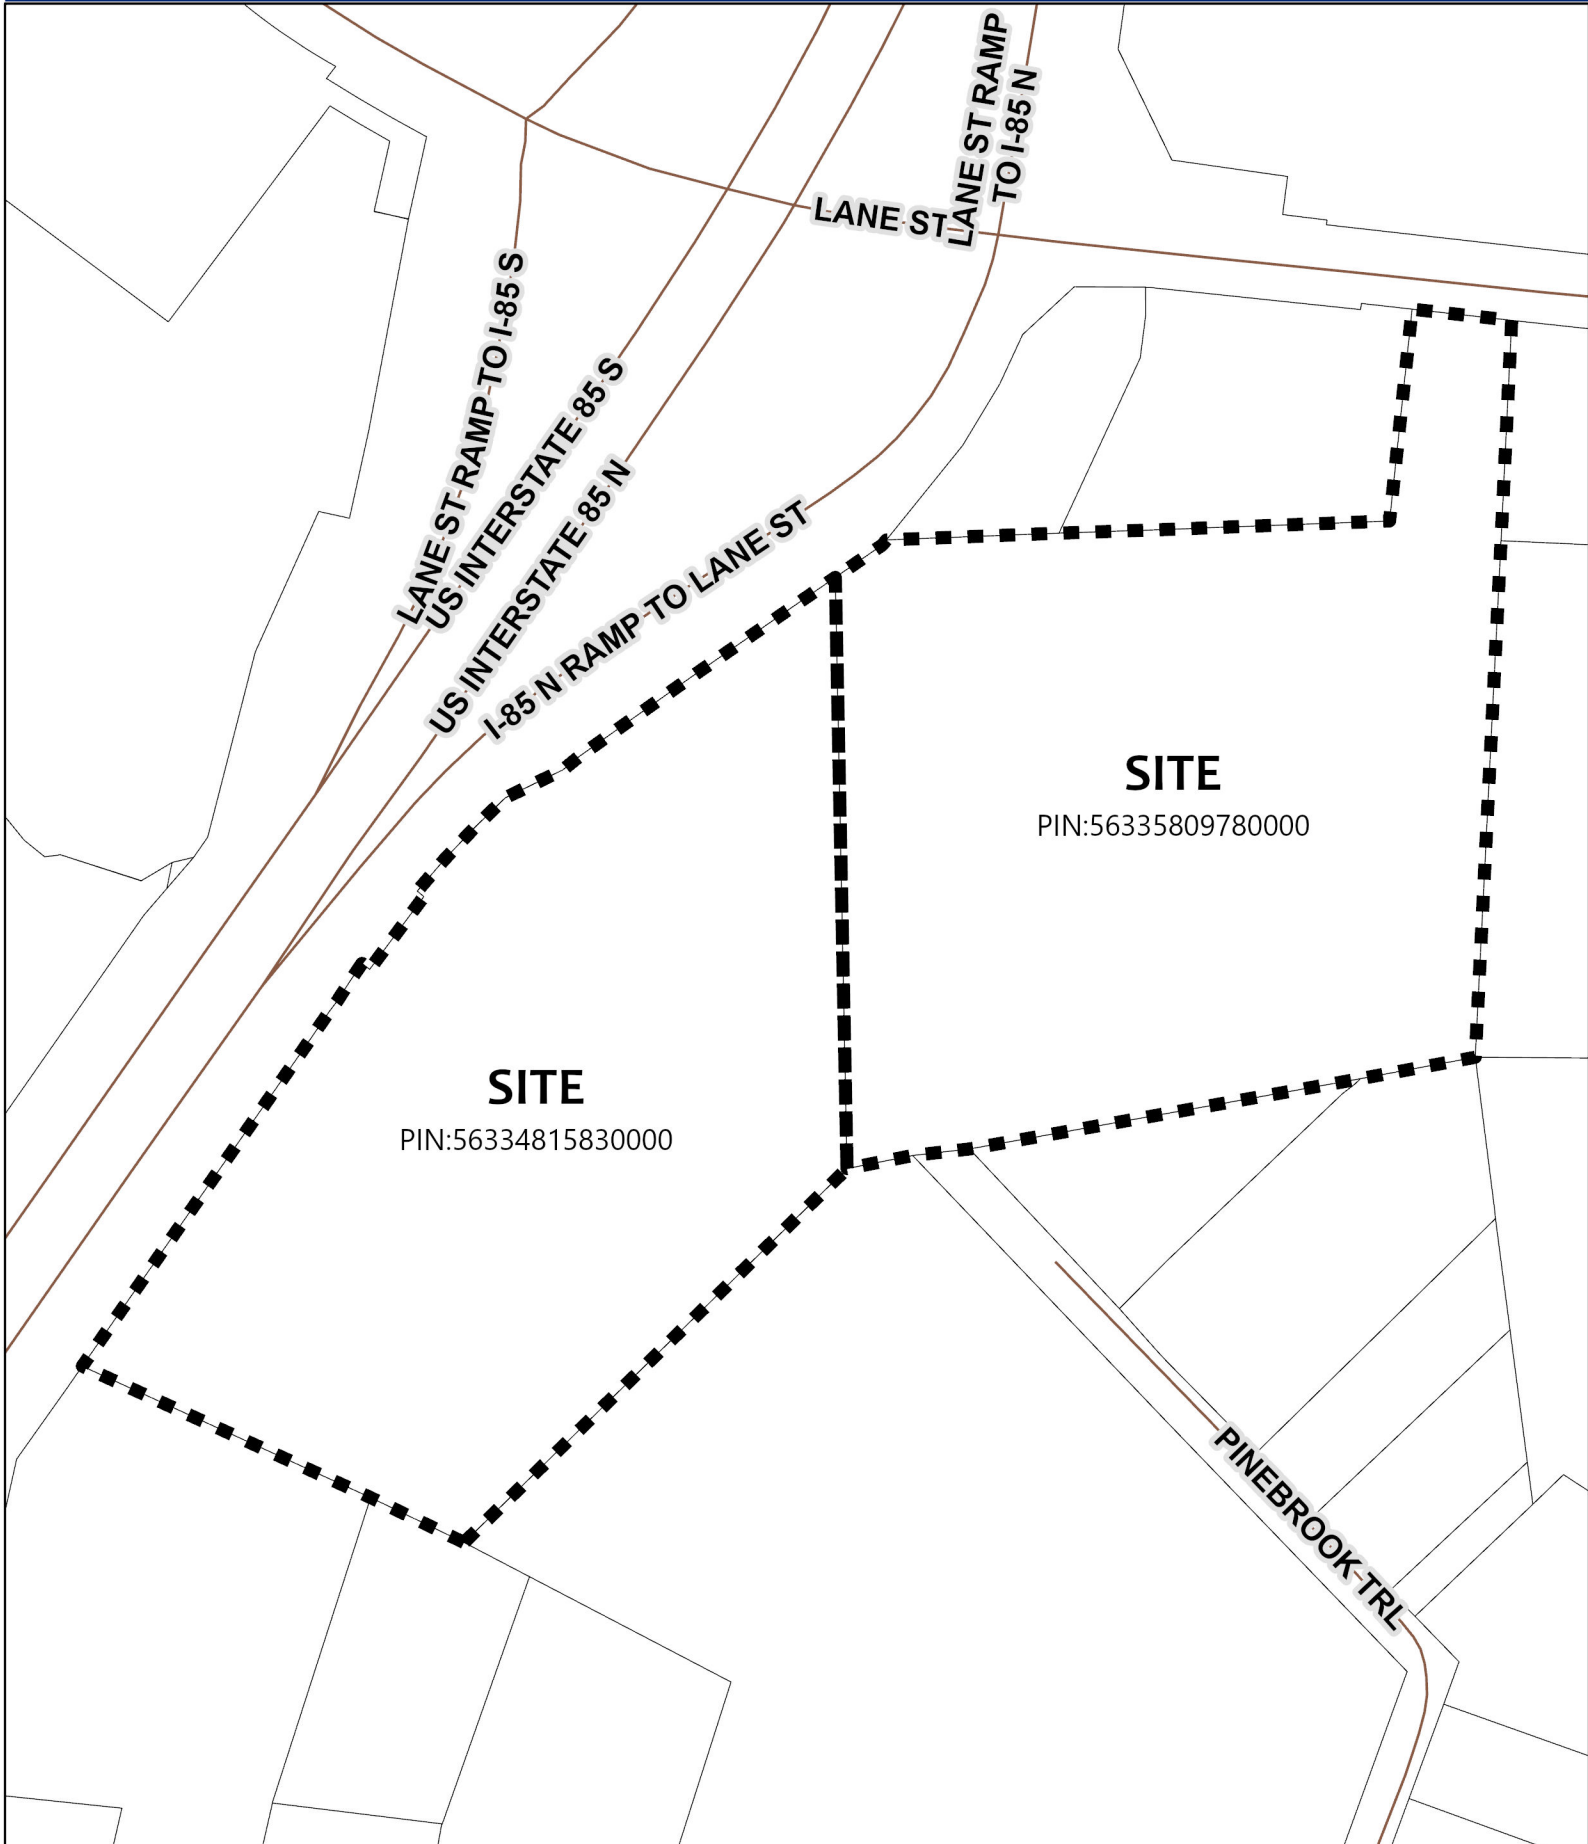 LANE ST RAMP
TO I-85 N
LANE ST
LANE ST RAMP TO I-85 S
US INTERSTATE 85 S
US INTERSTATE 85 N
I-85 N RAMP TO LANE ST
SITE
PIN:56335809780000
SITE
PIN:56334815830000
PINEBROOK TRL